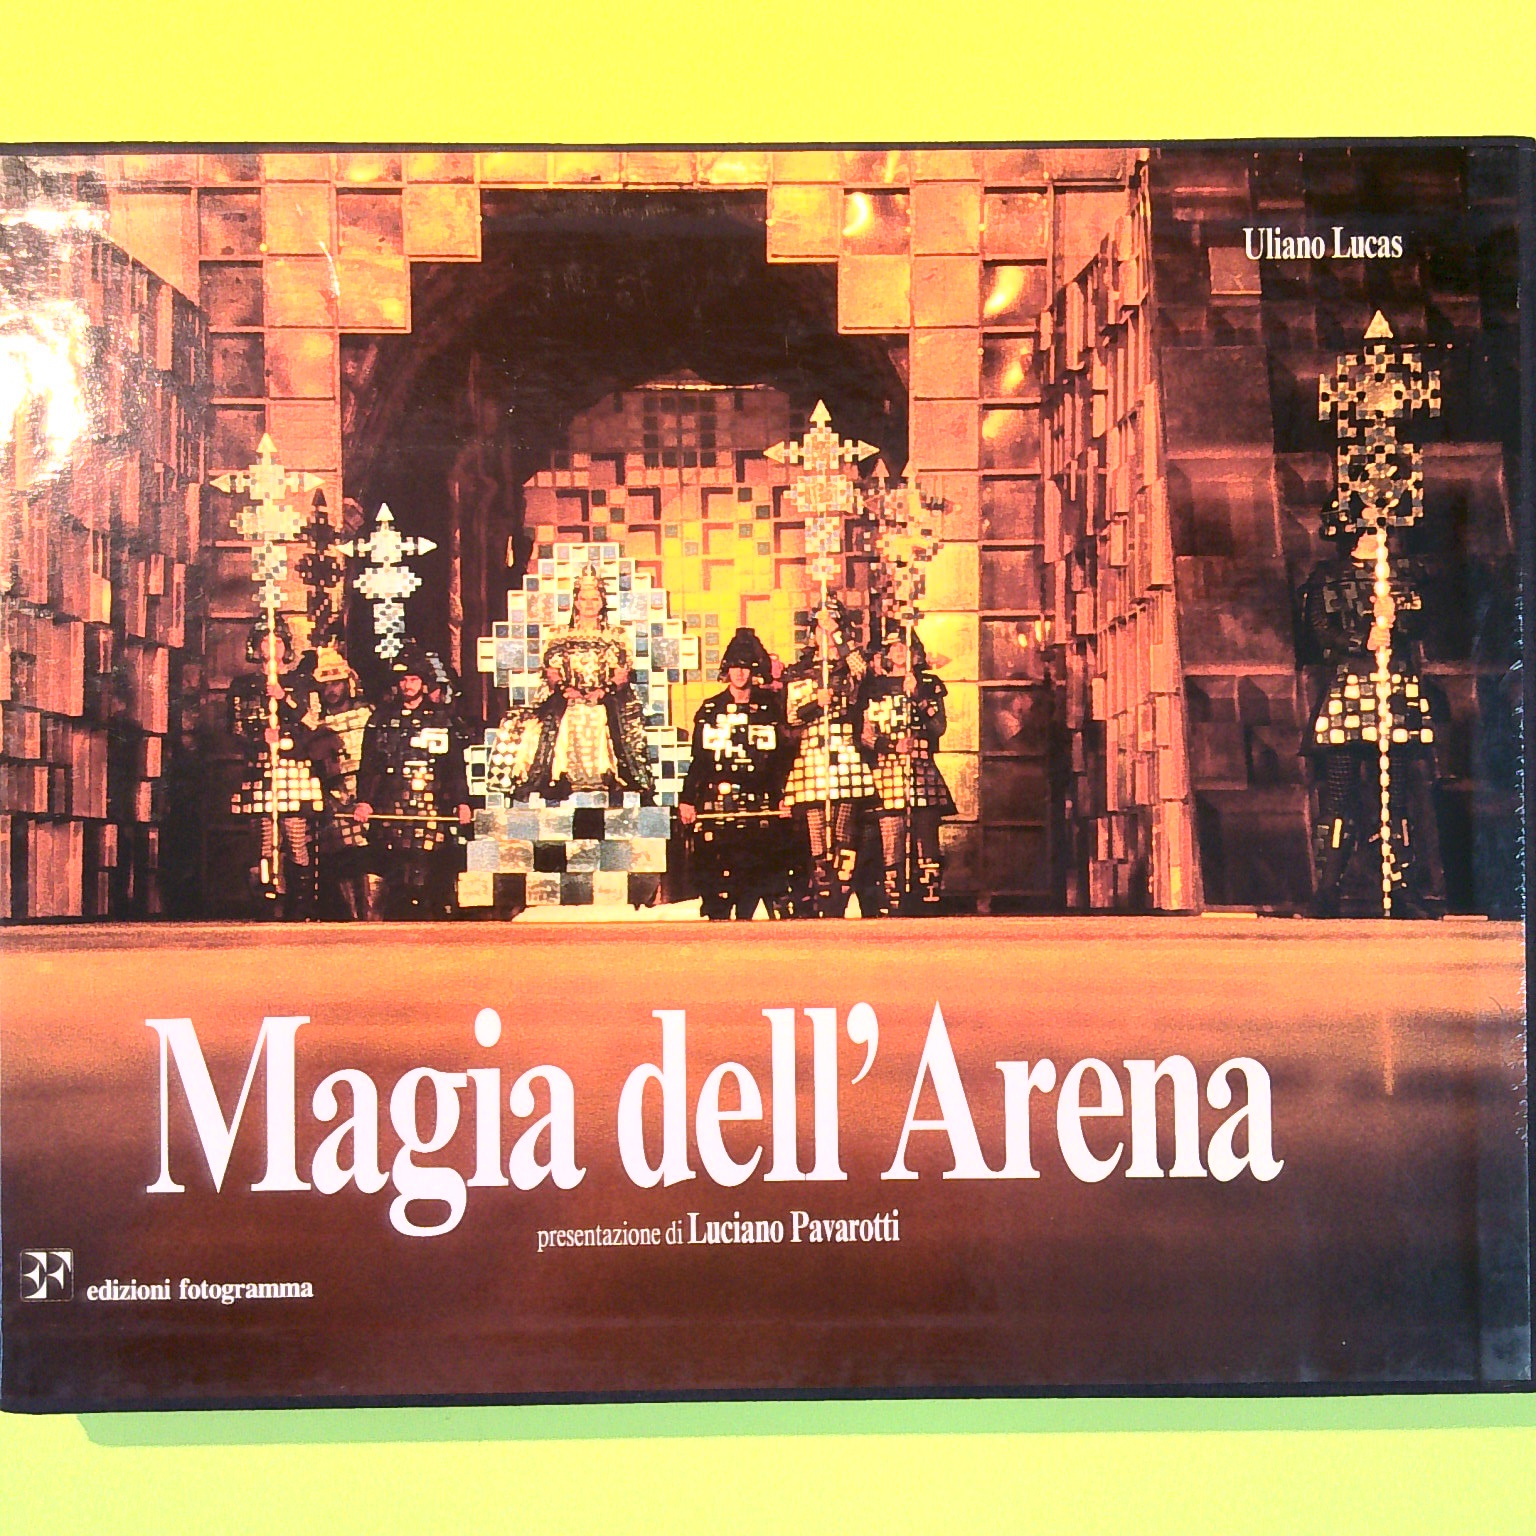 Uliano Lucas
Magia dell'Arena
presentazione di Luciano Pavarotti
EF edizioni fotogramma